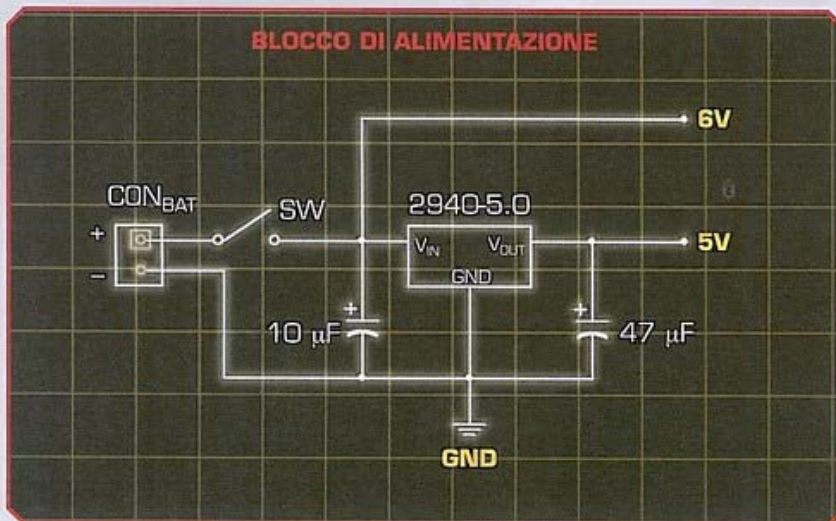 BLOCCO DI ALIMENTAZIONE
6V
CONBAT
SW
2940-5.0
+
VIN
VOUT
5V
–
GND
+
10 µF
+
47 µF
GND